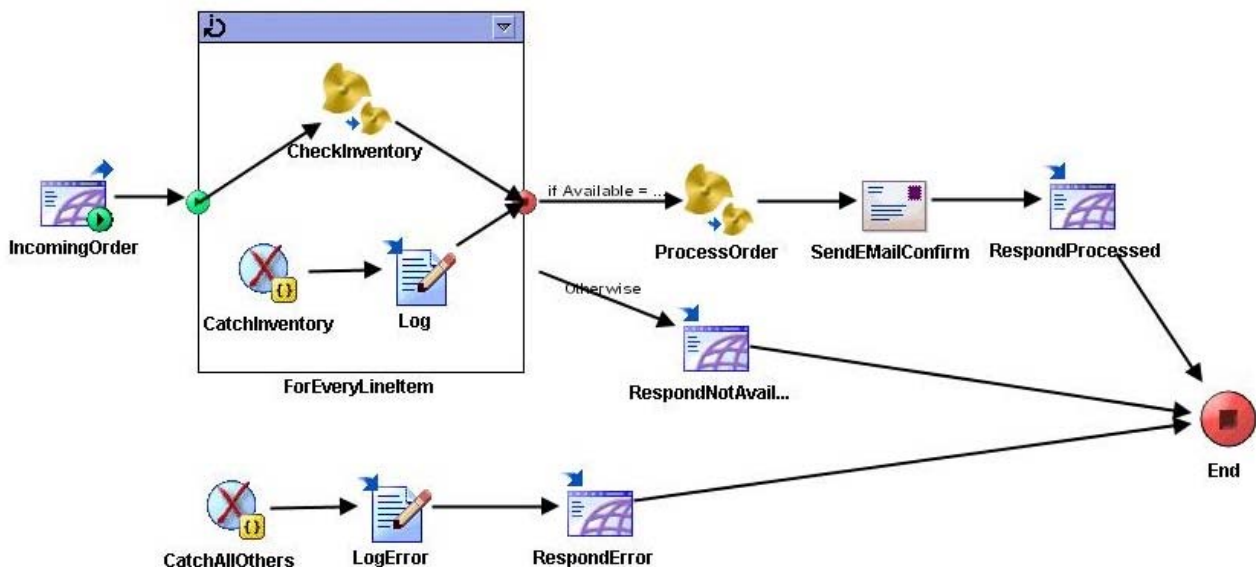 CheckInventory
if Available = ...
IncomingOrder
ProcessOrder
SendEMailConfirm
RespondProcessed
Otherwise
CatchInventory
Log
ForEveryLineItem
RespondNotAvail...
End
CatchAllOthers
LogError
RespondError